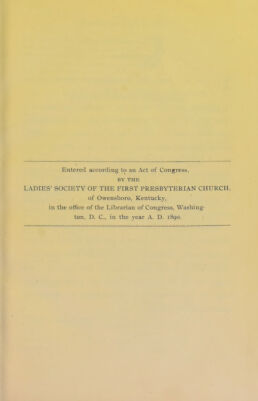 Entered according to an Act of Congress,
BY THE
LADIES' SOCIETY OF THE FIRST PRESBYTERIAN CHURCH,
of Owensboro, Kentucky,
in the office of the Librarian of Congress, Washing-
ton, D. C., in the year A. D. 1890.